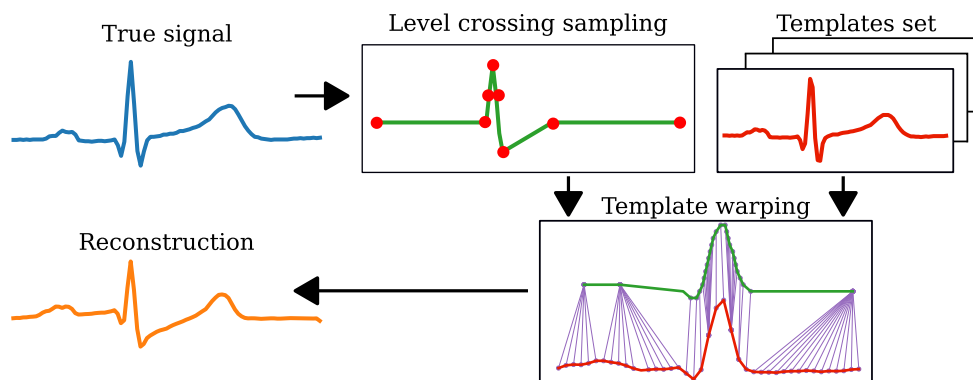 True signal
Level crossing sampling
Templates set
Template warping
Reconstruction